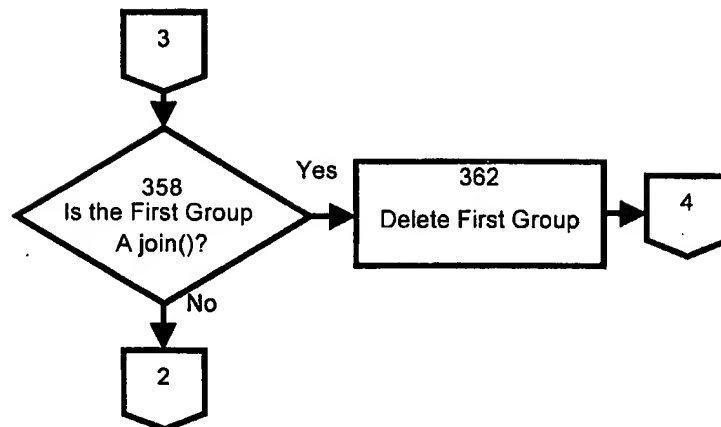 3
358
Is the First Group
A join()?
Yes
362
Delete First Group
4
No
2